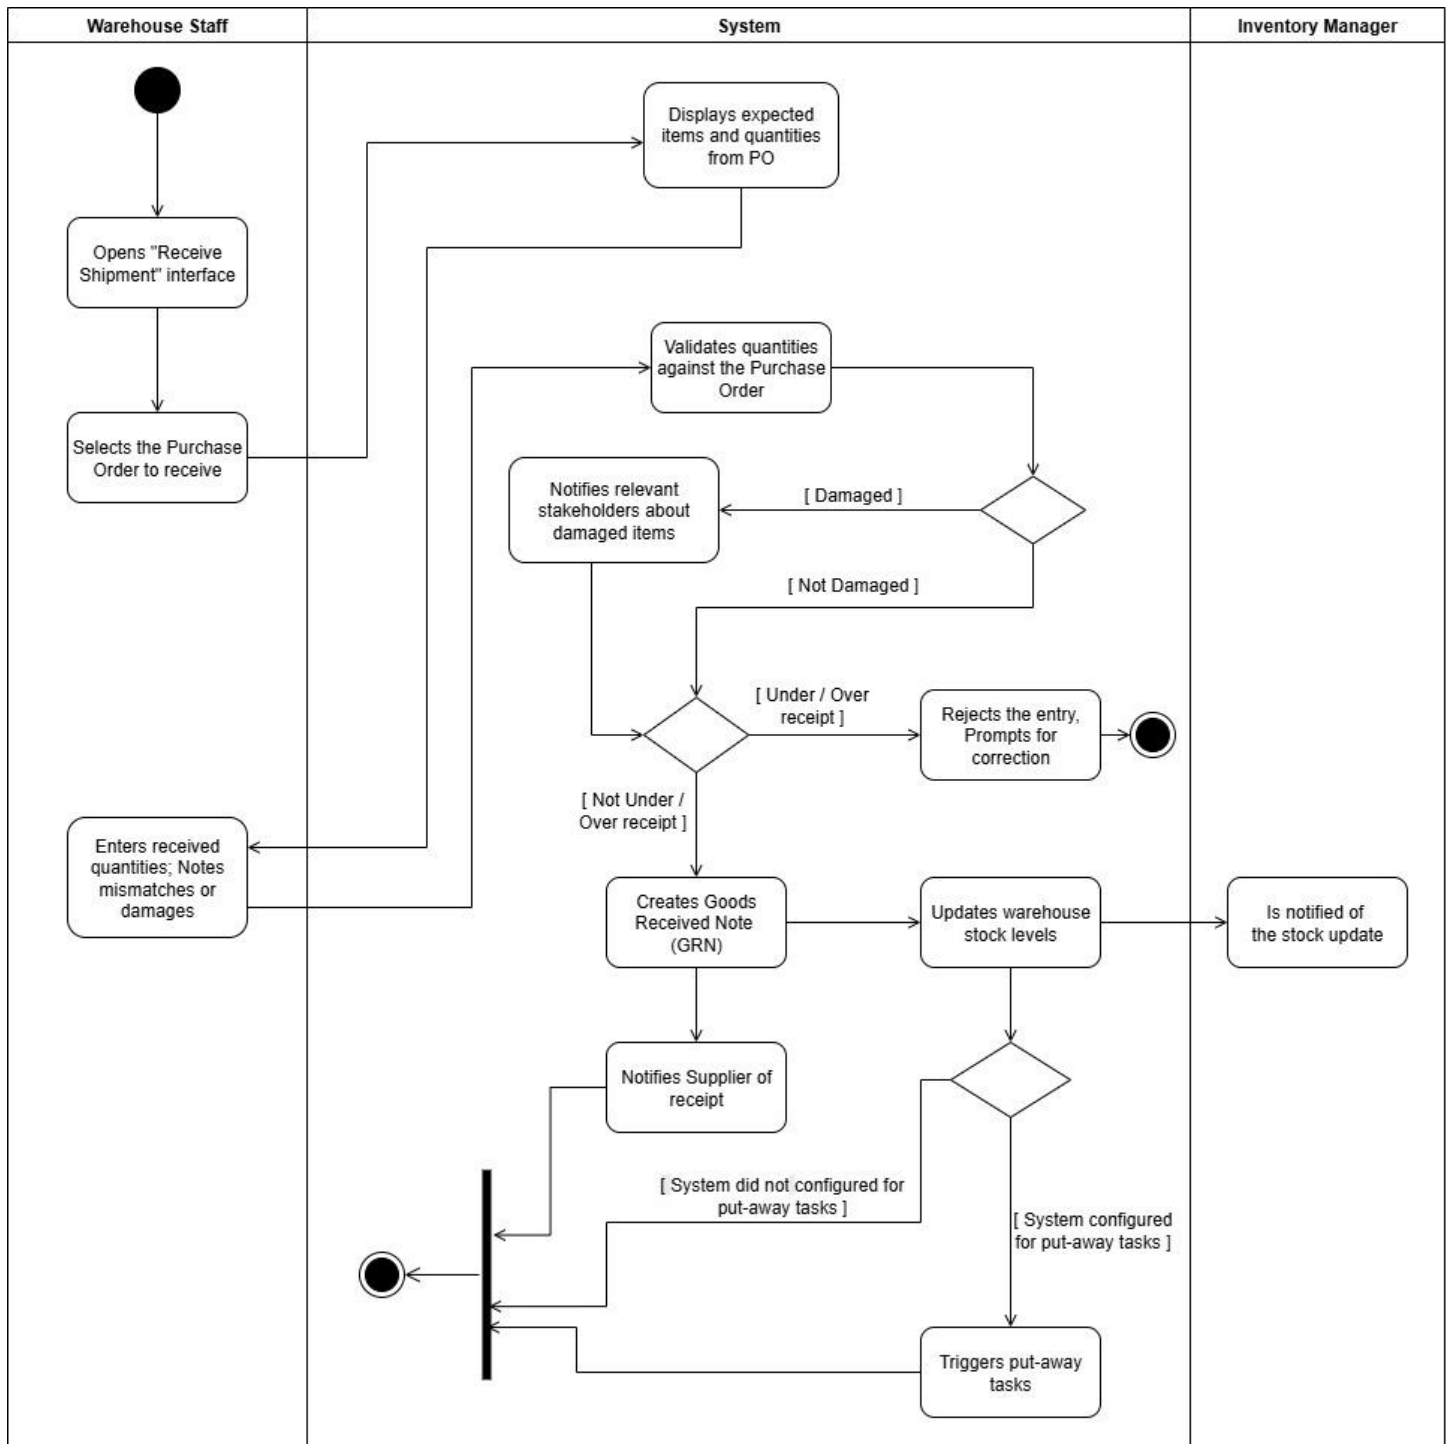 Warehouse Staff
System
Inventory Manager
Displays expected
items and quantities
from PO
Opens "Receive
Shipment" interface
Validates quantities
against the Purchase
Order
Selects the Purchase
Order to receive
Notifies relevant
stakeholders about
damaged items
[ Damaged ]
[ Not Damaged ]
[ Under / Over
receipt ]
Rejects the entry,
Prompts for
correction
[ Not Under /
Over receipt ]
Enters received
quantities; Notes
mismatches or
damages
Creates Goods
Received Note
(GRN)
Updates warehouse
stock levels
Is notified of
the stock update
Notifies Supplier of
receipt
[ System did not configured for
put-away tasks ]
[ System configured
for put-away tasks ]
Triggers put-away
tasks